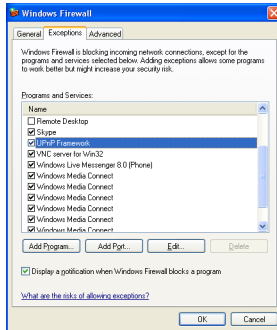 Windows Firewall
General
Exceptions
Advanced
Windows Firewall is blocking incoming network connections, except for the
programs and services selected below. Adding exceptions allows some programs
to work better but might increase your security risk.
Programs and Services:
Name
Remote Desktop
Skype
UPnP Framework
VNC server for Win32
Windows Live Messenger 8.0 (Phone)
Windows Media Connect
Windows Media Connect
Windows Media Connect
Windows Media Connect
Windows Media Connect
Windows Media Connect
Add Program...
Add Port...
Edit...
Delete
Display a notification when Windows Firewall blocks a program
What are the risks of allowing exceptions?
OK
Cancel